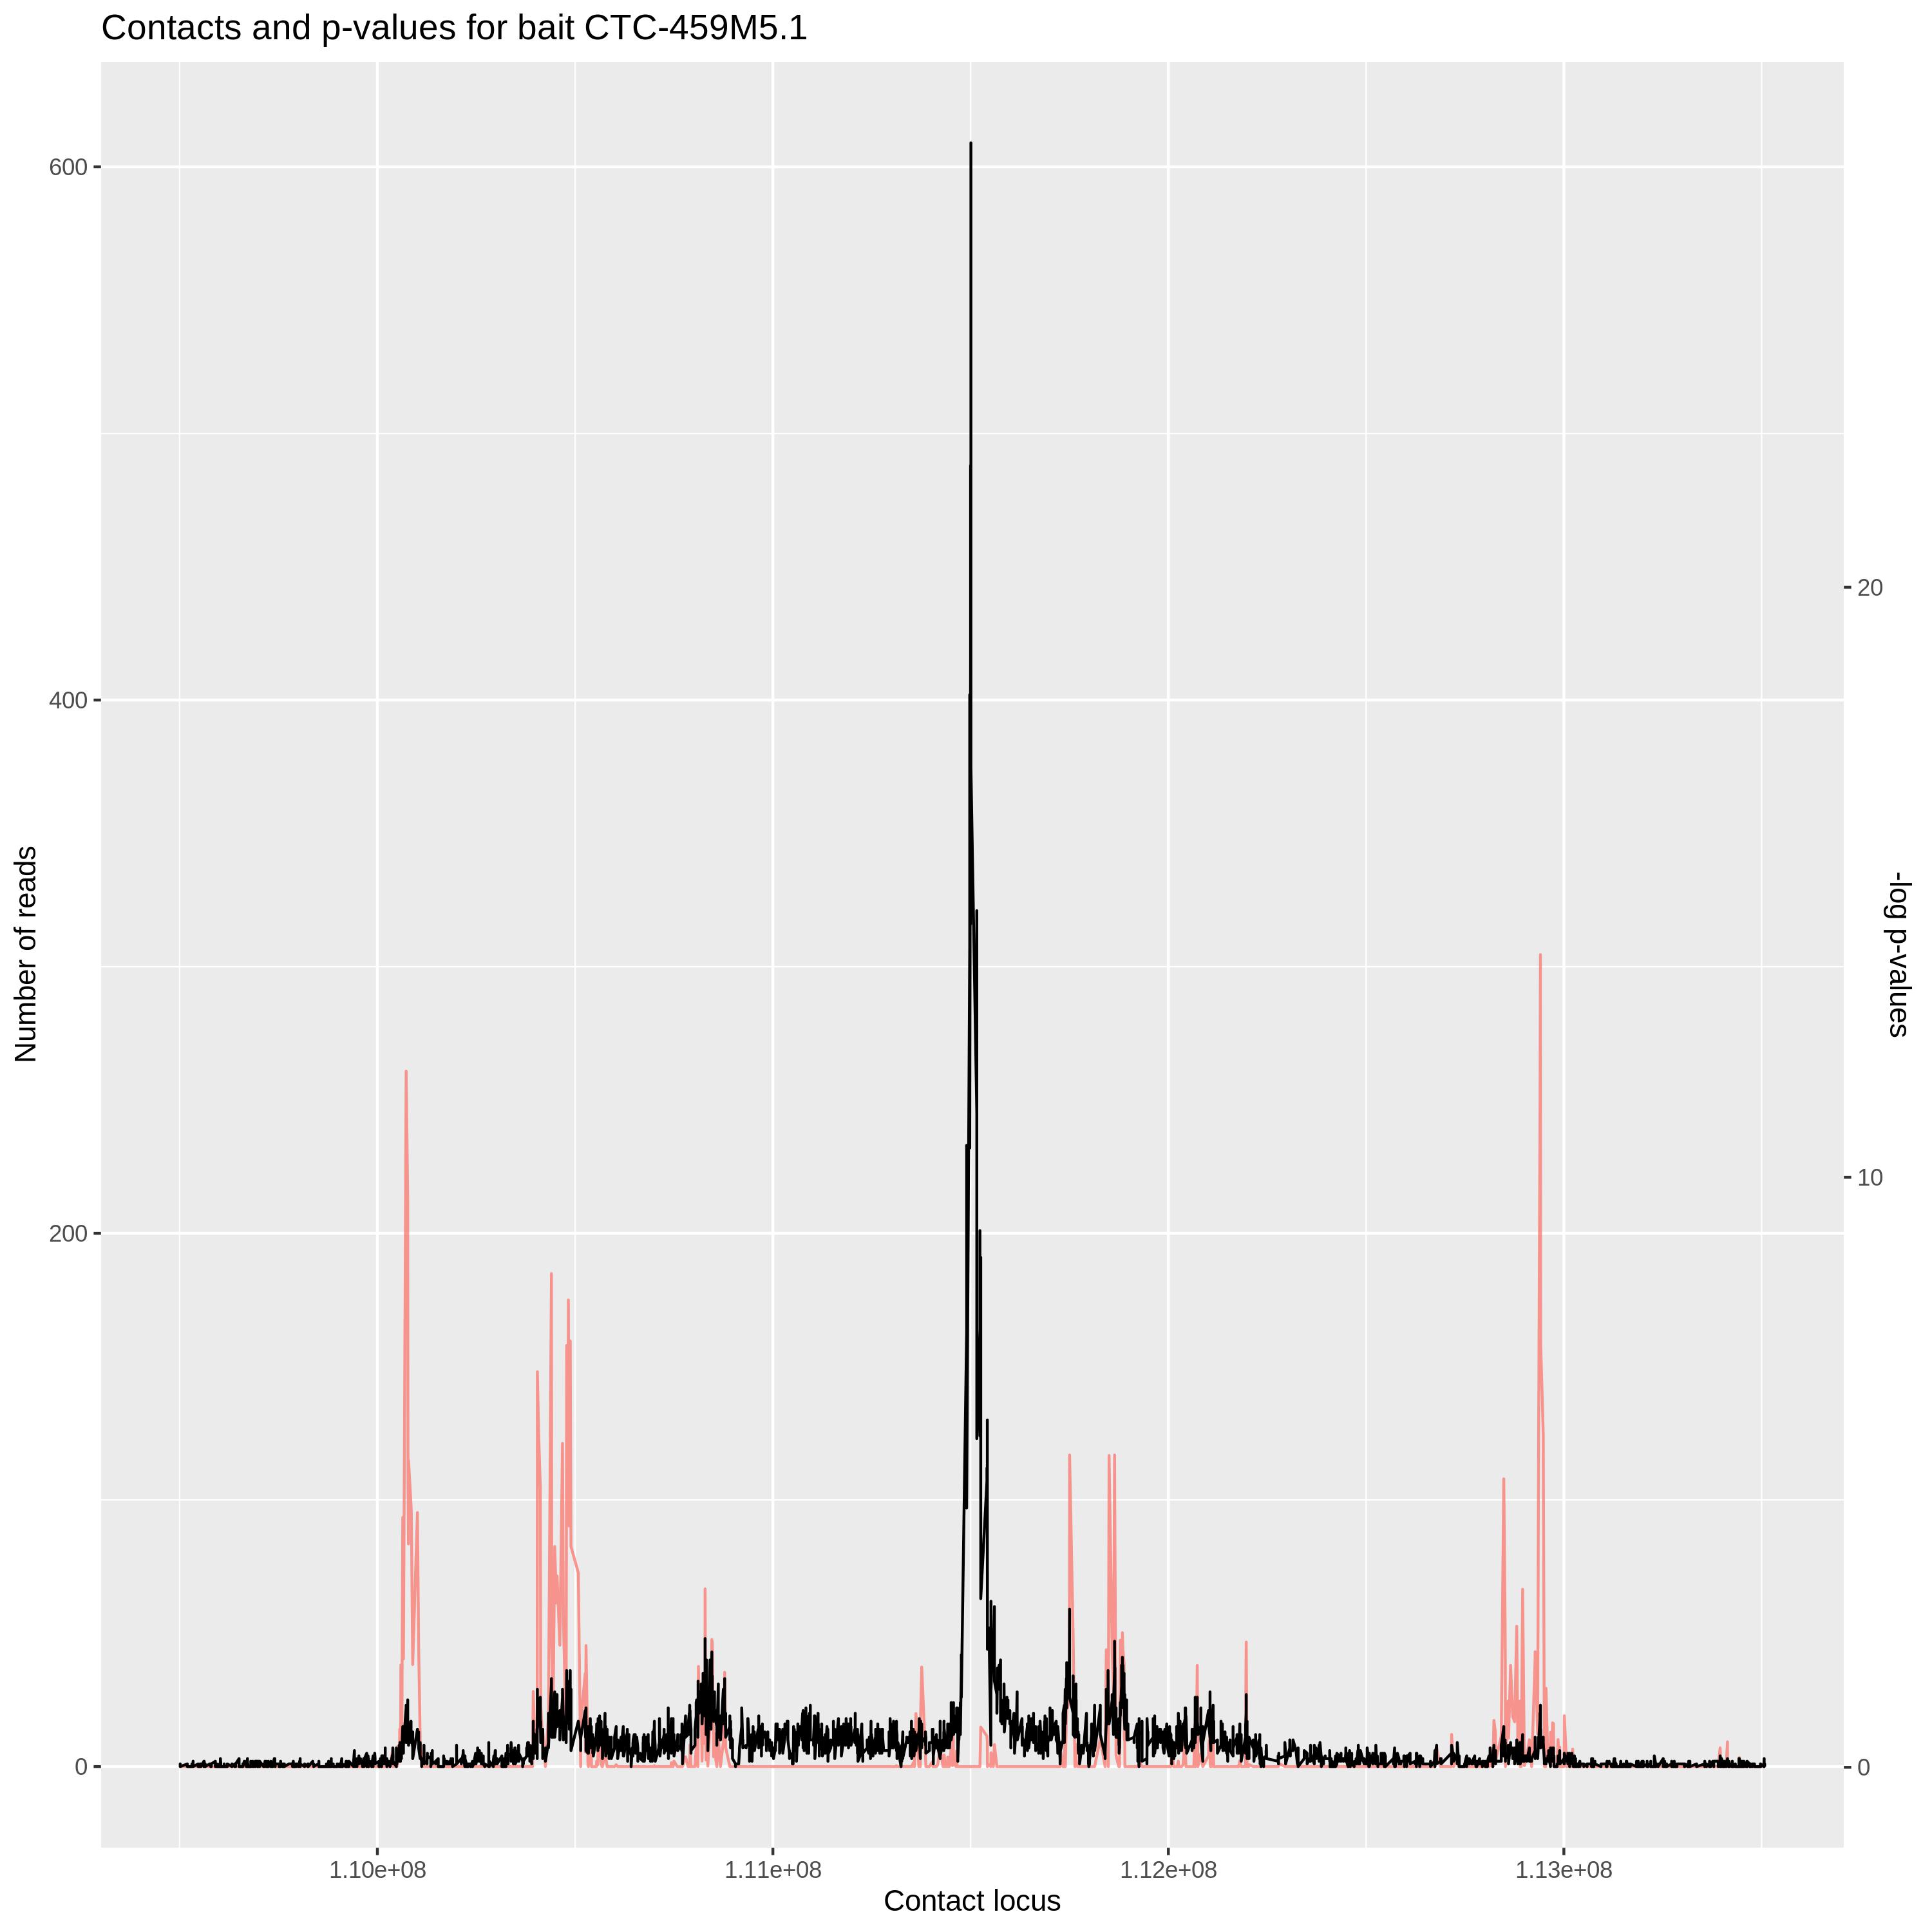 Contacts and p-values for bait CTC-459M5.1
600
400
200
0
Number of reads
20
10
0
-log p-values
1.10e+08
1.11e+08
1.12e+08
1.13e+08
Contact locus